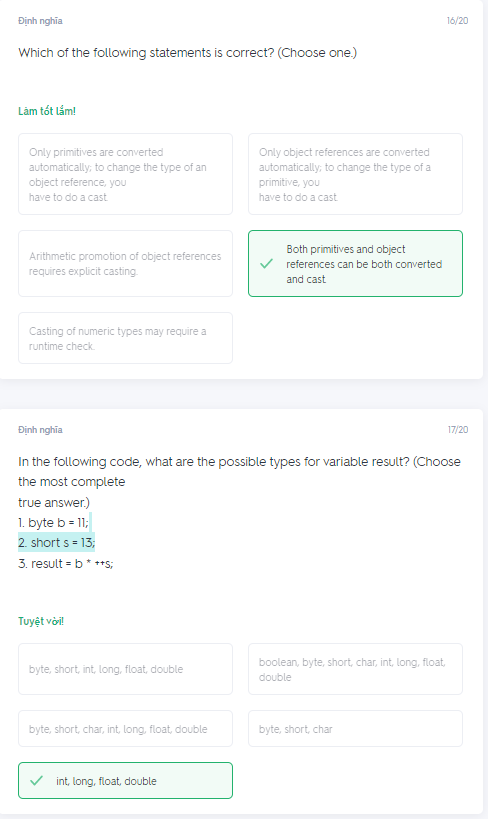 Định nghĩa
16/20
Which of the following statements is correct? (Choose one.)
Làm tốt lắm!
Only primitives are converted
automatically; to change the type of an
object reference, you
have to do a cast.
Only object references are converted
automatically; to change the type of a
primitive, you
have to do a cast.
Arithmetic promotion of object references
requires explicit casting.
Both primitives and object
references can be both converted
and cast.
Casting of numeric types may require a
runtime check.
Định nghĩa
17/20
In the following code, what are the possible types for variable result? (Choose
the most complete
true answer.)
1. byte b = 11;
2. short s = 13;
3. result = b * ++s;
Tuyệt vời!
byte, short, int, long, float, double
boolean, byte, short, char, int, long, float,
double
byte, short, char, int, long, float, double
byte, short, char
int, long, float, double